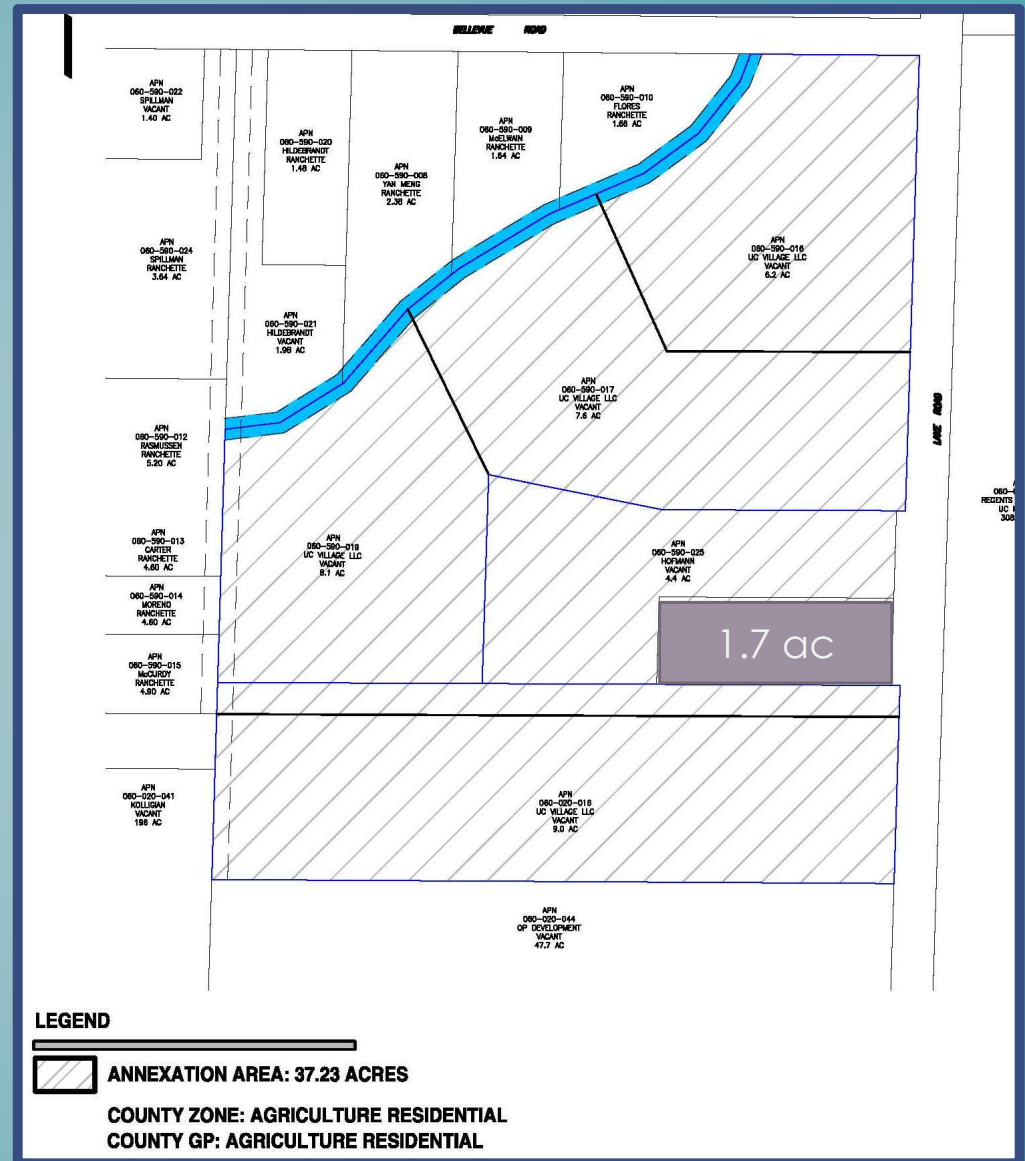 BELLEVUE ROAD
APN
060-590-022
SPILLMAN
VACANT
1.40 AC
APN
060-590-020
HILDEBRANDT
RANCHETTE
1.48 AC
APN
060-590-008
YAN MENG
RANCHETTE
2.38 AC
APN
060-590-009
McELWAIN
RANCHETTE
1.64 AC
APN
060-590-010
FLORES
RANCHETTE
1.66 AC
APN
060-590-024
SPILLMAN
RANCHETTE
3.64 AC
APN
060-590-016
UC VILLAGE LLC
VACANT
6.2 AC
APN
060-590-021
HILDEBRANDT
VACANT
1.98 AC
APN
060-590-017
UC VILLAGE LLC
VACANT
7.6 AC
LAKE ROAD
APN
060-590-012
RASMUSSEN
RANCHETTE
5.20 AC
REGENTS
UC
308
APN
060-590-013
CARTER
RANCHETTE
4.60 AC
APN
060-590-019
UC VILLAGE LLC
VACANT
8.1 AC
APN
060-590-025
HOFMANN
VACANT
4.4 AC
APN
060-590-014
MORENO
RANCHETTE
4.60 AC
1.7 ac
APN
060-590-015
McCURDY
RANCHETTE
4.90 AC
APN
060-020-041
KOLLIGIAN
VACANT
198 AC
APN
060-020-016
UC VILLAGE LLC
VACANT
9.0 AC
APN
060-020-044
QP DEVELOPMENT
VACANT
47.7 AC
LEGEND
ANNEXATION AREA: 37.23 ACRES
COUNTY ZONE: AGRICULTURE RESIDENTIAL
COUNTY GP: AGRICULTURE RESIDENTIAL